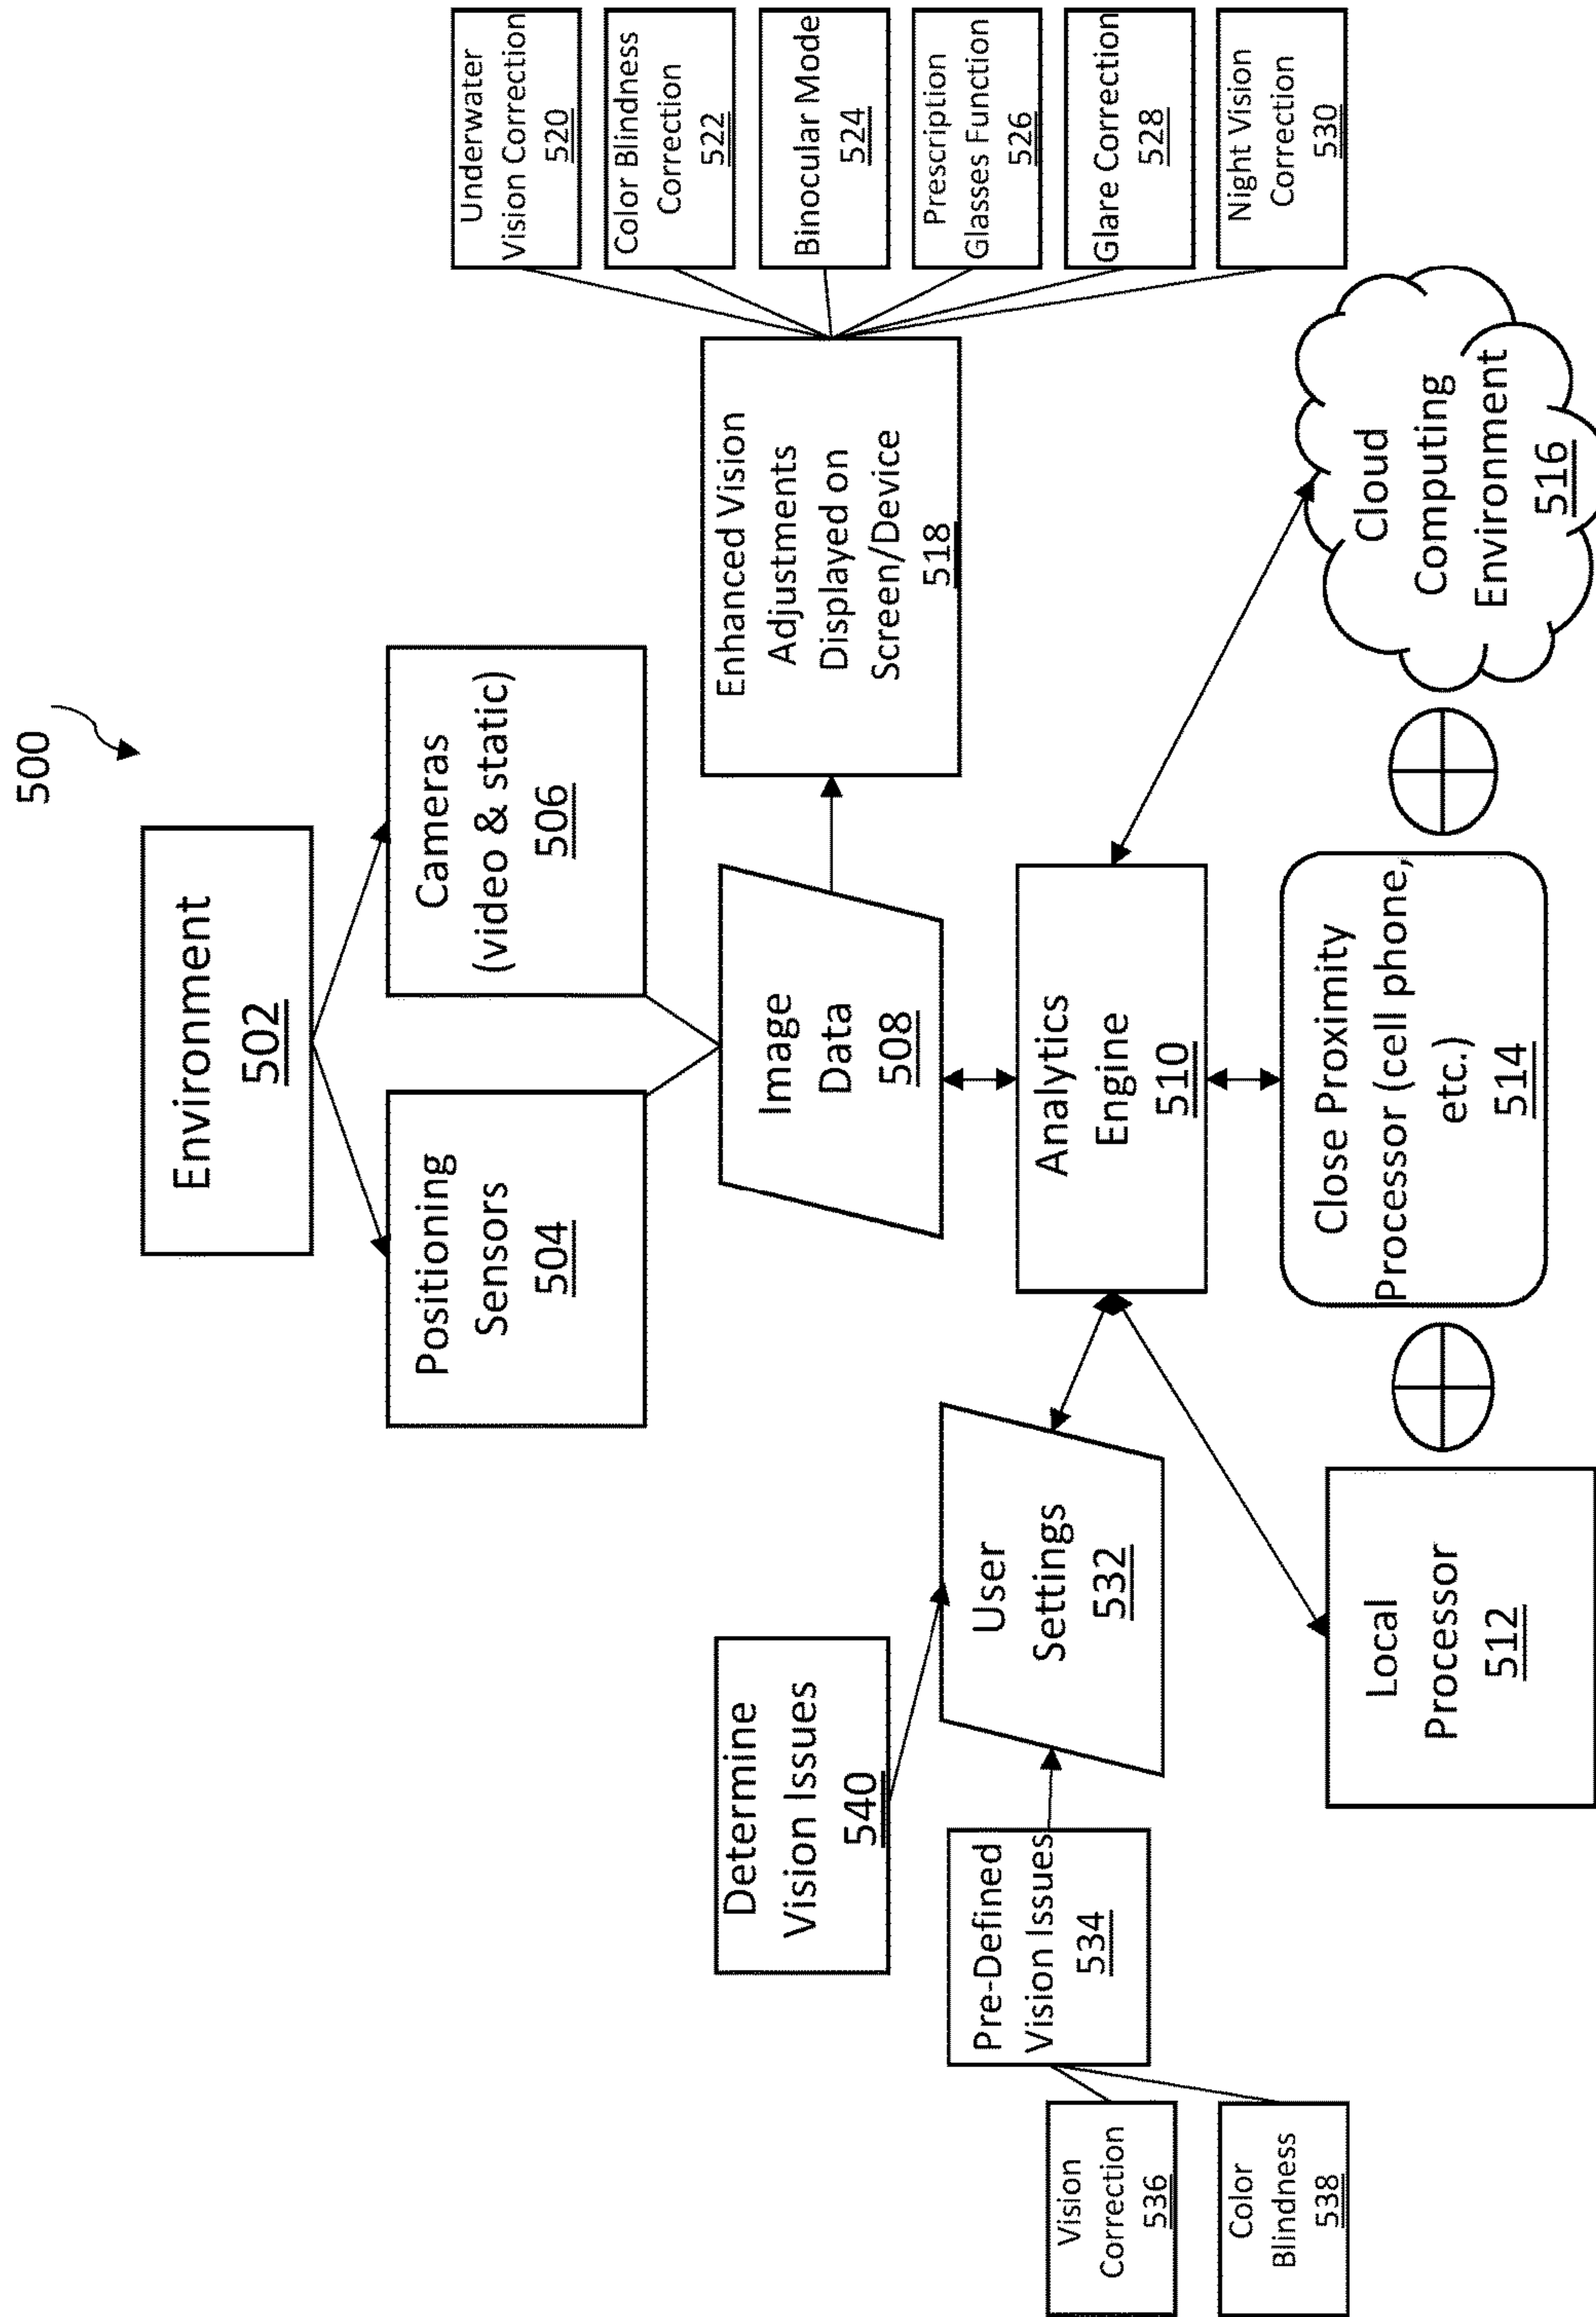 500
Environment
502
Positioning
Sensors
504
Cameras
(video & static)
506
Image
Data
508
Enhanced Vision
Adjustments
Displayed on
Screen/Device
518
Underwater
Vision Correction
520
Color Blindness
Correction
522
Binocular Mode
524
Prescription
Glasses Function
526
Glare Correction
528
Night Vision
Correction
530
Determine
Vision Issues
540
Pre-Defined
Vision Issues
534
Vision
Correction
536
Color
Blindness
538
User
Settings
532
Analytics
Engine
510
Local
Processor
512
Close Proximity
Processor (cell phone,
etc.)
514
Cloud
Computing
Environment
516